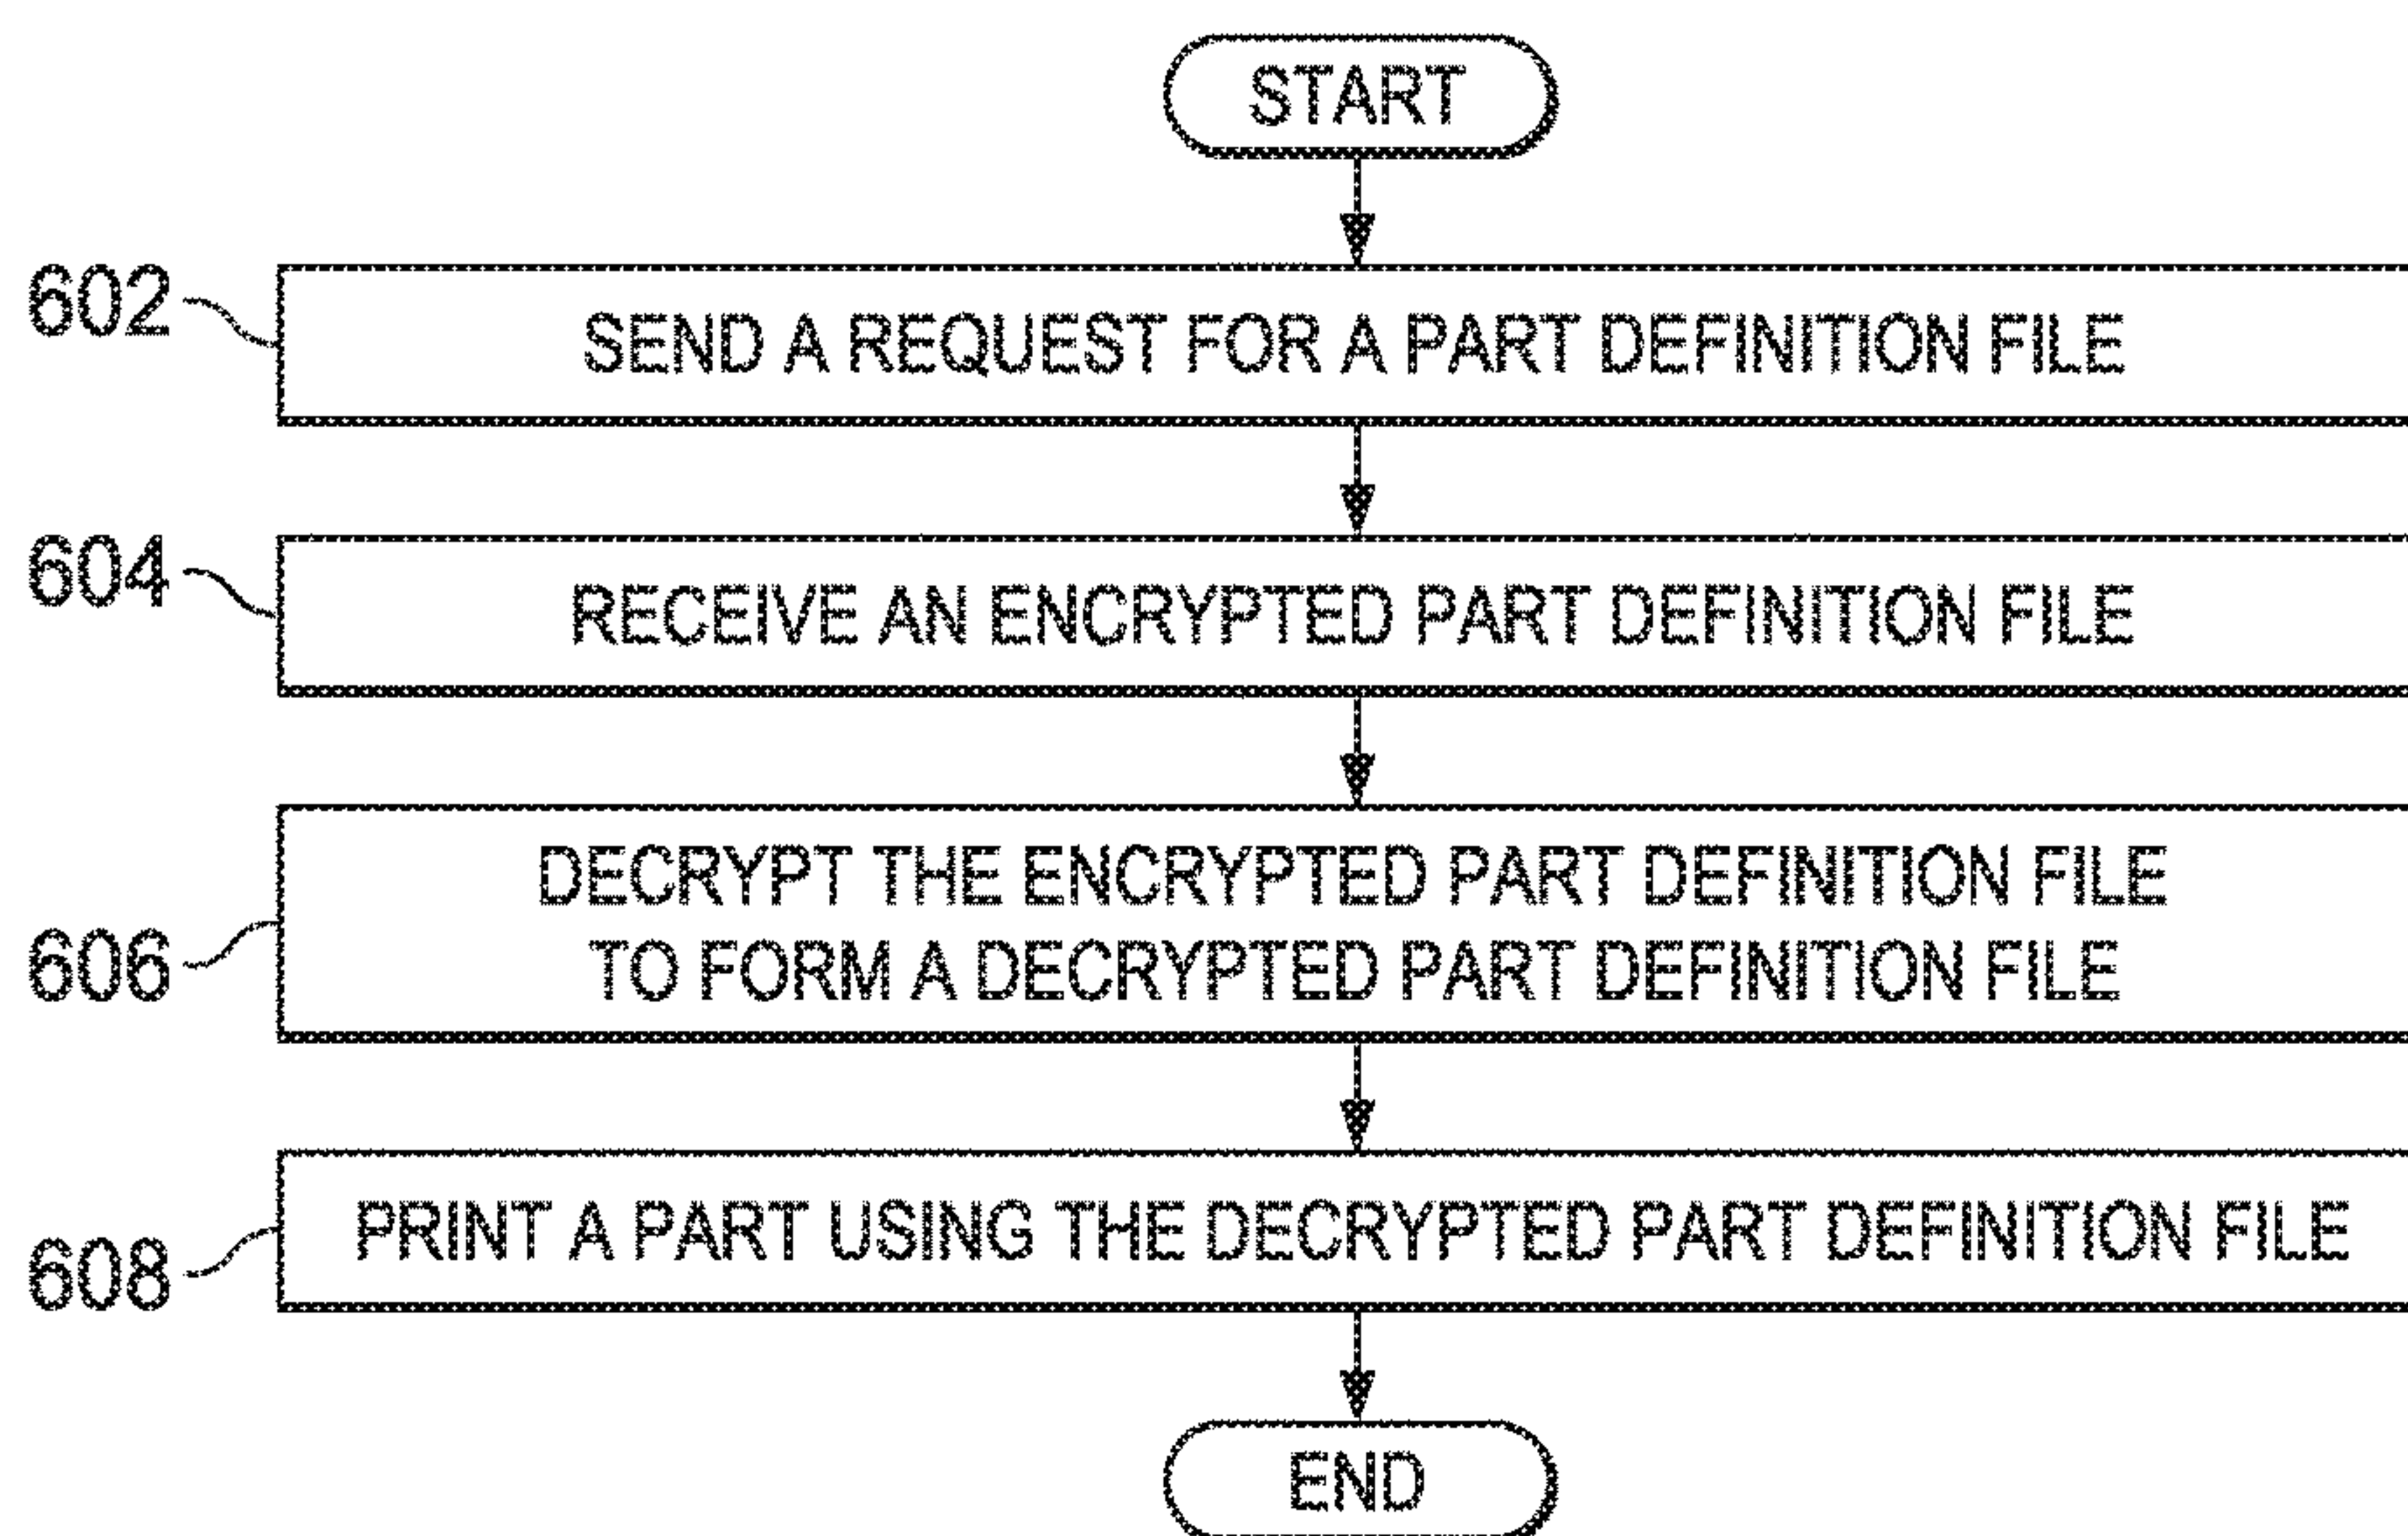 START
602
SEND A REQUEST FOR A PART DEFINITION FILE
604
RECEIVE AN ENCRYPTED PART DEFINITION FILE
606
DECRYPT THE ENCRYPTED PART DEFINITION FILE
TO FORM A DECRYPTED PART DEFINITION FILE
608
PRINT A PART USING THE DECRYPTED PART DEFINITION FILE
END